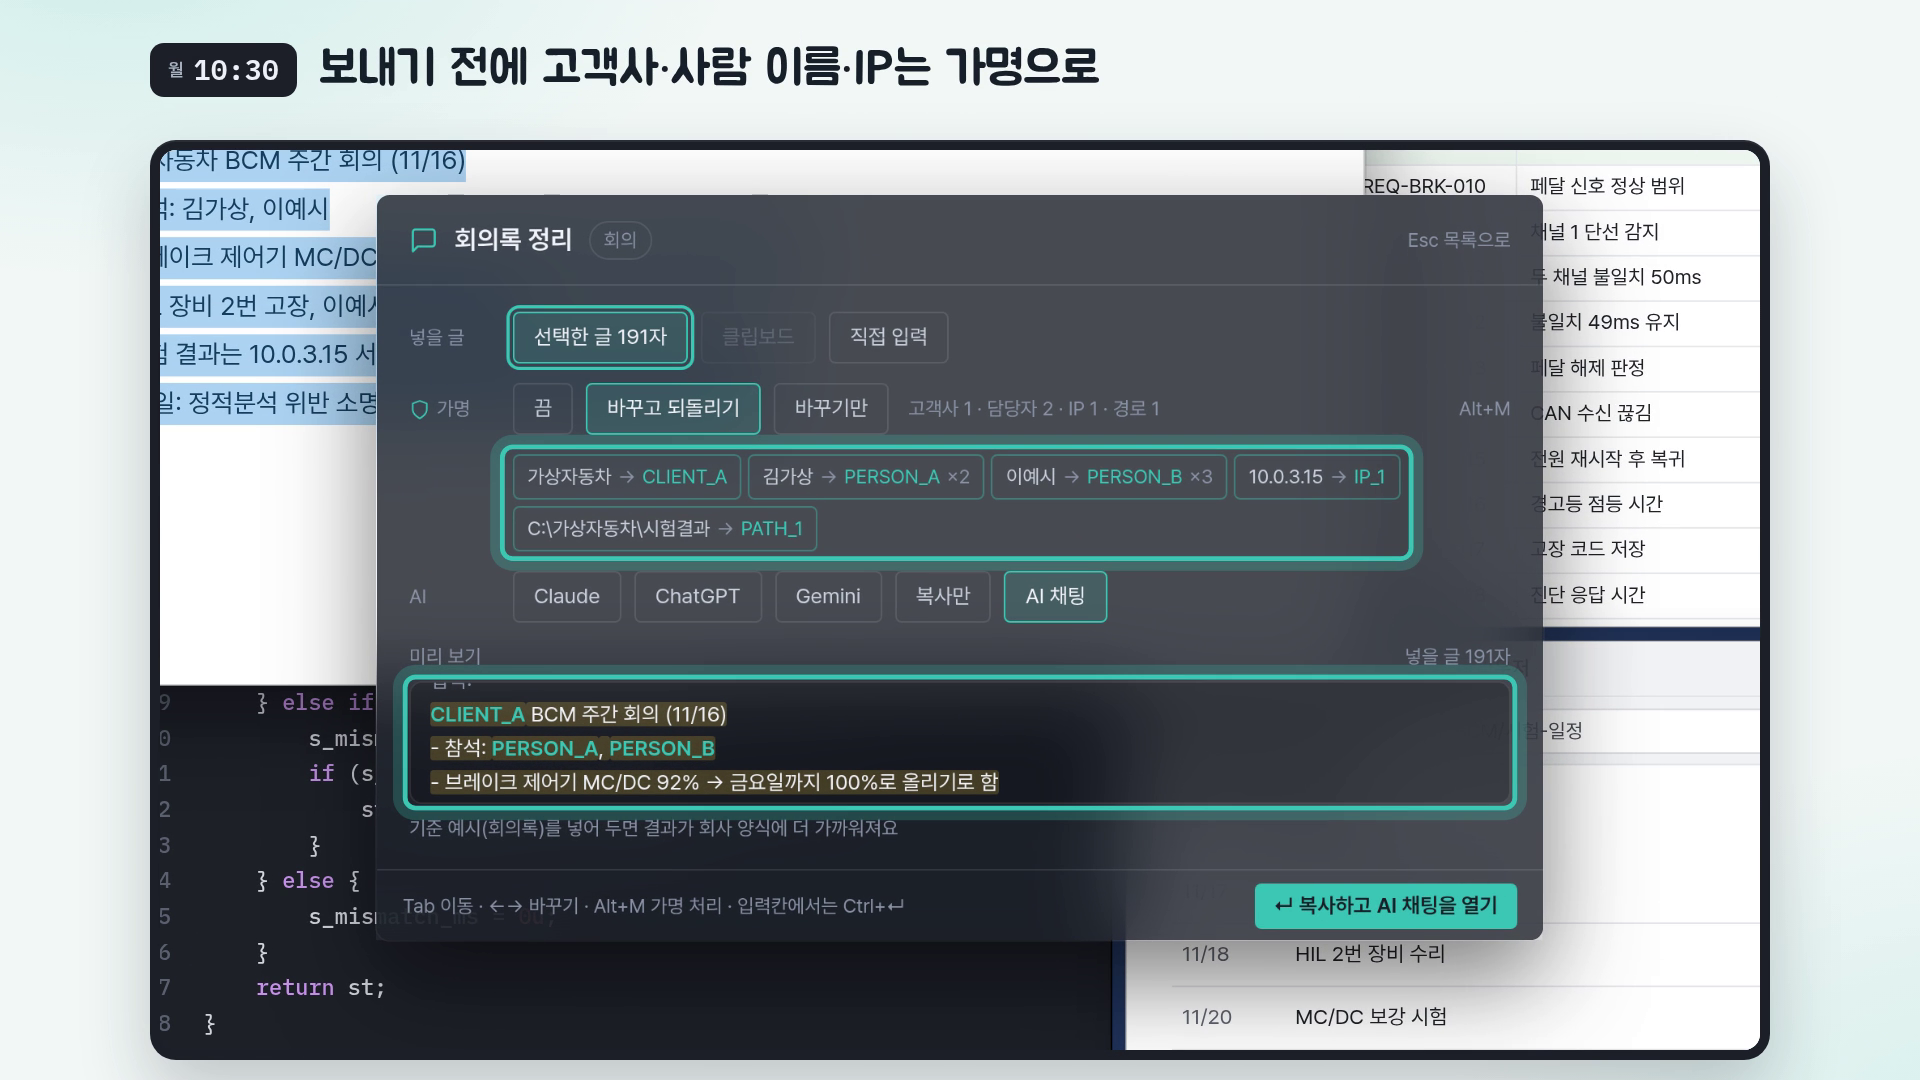 월 10:30 보내기 전에 고객사·사람 이름·IP는 가명으로
자동차 BCM 주간 회의 (11/16)
: 김가상, 이예시
이크 제어기 MC/DC
장비 2번 고장, 이예시
결과는 10.0.3.15 서
일: 정적분석 위반 소명
REQ-BRK-010 페달 신호 정상 범위
채널 1 단선 감지
두 채널 불일치 50ms
불일치 49ms 유지
페달 해제 판정
CAN 수신 끊김
전원 재시작 후 복귀
경고등 점등 시간
고장 코드 저장
진단 응답 시간
회의록 정리 회의 Esc 목록으로
넣을 글 선택한 글 191자 클립보드 직접 입력
가명 끔 바꾸고 되돌리기 바꾸기만 고객사 1 · 담당자 2 · IP 1 · 경로 1 Alt+M
가상자동차 → CLIENT_A 김가상 → PERSON_A ×2 이예시 → PERSON_B ×3 10.0.3.15 → IP_1
C:\가상자동차\시험결과 → PATH_1
AI Claude ChatGPT Gemini 복사만 AI 채팅
미리 보기 넣을 글 191자
CLIENT_A BCM 주간 회의 (11/16)
- 참석: PERSON_A, PERSON_B
- 브레이크 제어기 MC/DC 92% → 금요일까지 100%로 올리기로 함
기준 예시(회의록)를 넣어 두면 결과가 회사 양식에 더 가까워져요
Tab 이동 · ←→ 바꾸기 · Alt+M 가명 처리 · 입력칸에서는 Ctrl+↵ ↵ 복사하고 AI 채팅을 열기
9 } else if
0 s_mism
1 if (s_
2 s
3 }
4 } else {
5 s_mismatch_ms = 0u;
6 }
7 return st;
8 }
-일정
11/18 HIL 2번 장비 수리
11/20 MC/DC 보강 시험